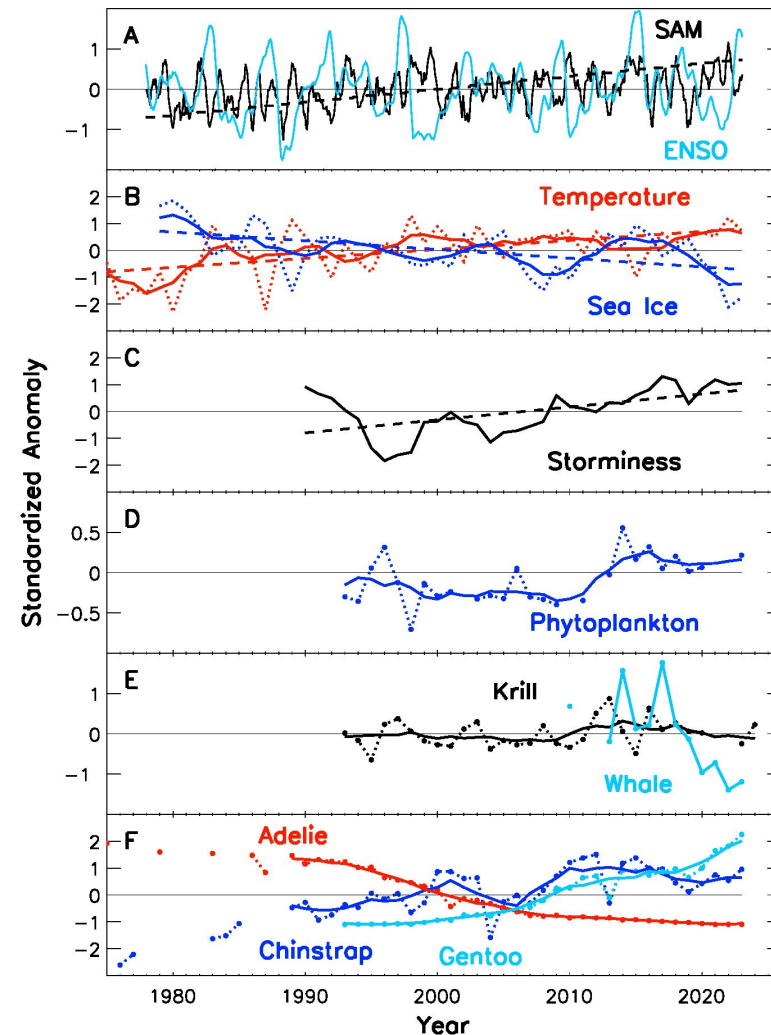 A
SAM
1
0
−1
ENSO
B
Temperature
2
1
0
−1
−2
Sea Ice
C
2
1
0
−1
−2
Storminess
D
0.5
0
−0.5
Phytoplankton
E
Krill
1
0
−1
Whale
F
Adelie
2
1
0
−1
−2
Chinstrap
Gentoo
1980
1990
2000
2010
2020
Year
Standardized Anomaly